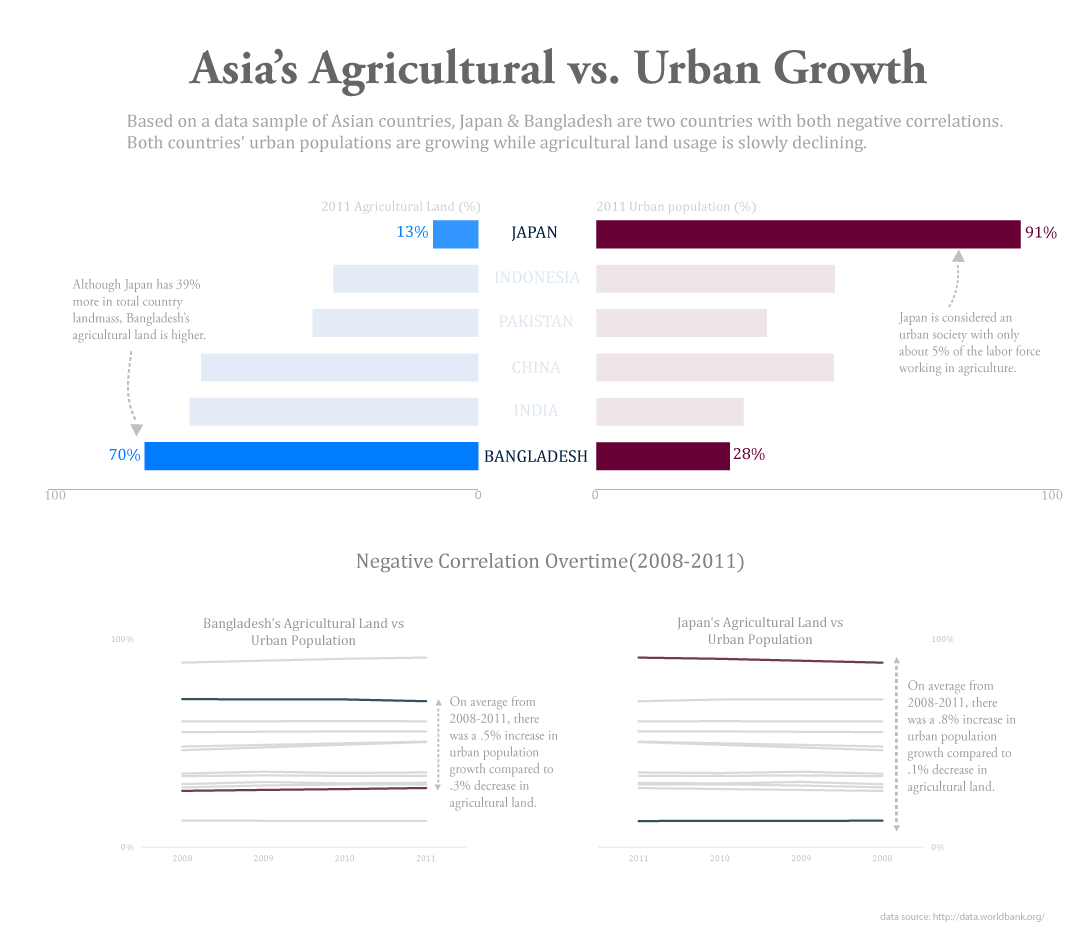 Asia's Agricultural vs. Urban Growth
Based on a data sample of Asian countries, Japan & Bangladesh are two countries with both negative correlations.
Both countries' urban populations are growing while agricultural land usage is slowly declining.
2011 Agricultural Land (%)
2011 Urban population (%)
13%
JAPAN
91%
INDONESIA
Although Japan has 39%
more in total country
landmass, Bangladesh's
agricultural land is higher.
PAKISTAN
Japan is considered an
urban society with only
about 5% of the labor force
working in agriculture.
CHINA
INDIA
70%
BANGLADESH
28%
100
0
0
100
Negative Correlation Overtime(2008-2011)
Bangladesh's Agricultural Land vs
Urban Population
100%
On average from
2008-2011, there
was a .5% increase in
urban population
growth compared to
.3% decrease in
agricultural land.
0%
2008
2009
2010
2011
Japan's Agricultural Land vs
Urban Population
100%
On average from
2008-2011, there
was a .8% increase in
urban population
growth compared to
.1% decrease in
agricultural land.
0%
2011
2010
2009
2008
data source: http://data.worldbank.org/